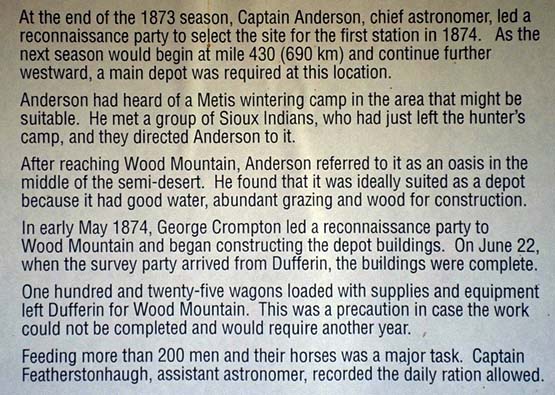 At the end of the 1873 season, Captain Anderson, chief astronomer, led a
reconnaissance party to select the site for the first station in 1874. As the
next season would begin at mile 430 (690 km) and continue further
westward, a main depot was required at this location.
Anderson had heard of a Metis wintering camp in the area that might be
suitable. He met a group of Sioux Indians, who had just left the hunter's
camp, and they directed Anderson to it.
After reaching Wood Mountain, Anderson referred to it as an oasis in the
middle of the semi-desert. He found that it was ideally suited as a depot
because it had good water, abundant grazing and wood for construction.
In early May 1874, George Crompton led a reconnaissance party to
Wood Mountain and began constructing the depot buildings. On June 22,
when the survey party arrived from Dufferin, the buildings were complete.
One hundred and twenty-five wagons loaded with supplies and equipment
left Dufferin for Wood Mountain. This was a precaution in case the work
could not be completed and would require another year.
Feeding more than 200 men and their horses was a major task. Captain
Featherstonhaugh, assistant astronomer, recorded the daily ration allowed.